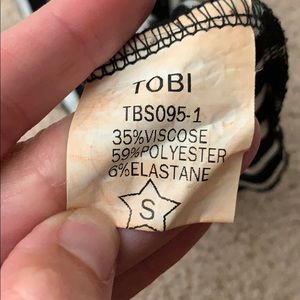 TOBI
TBS095-1
35%VISCOSE
59%POLYESTER
6%ELASTANE
S